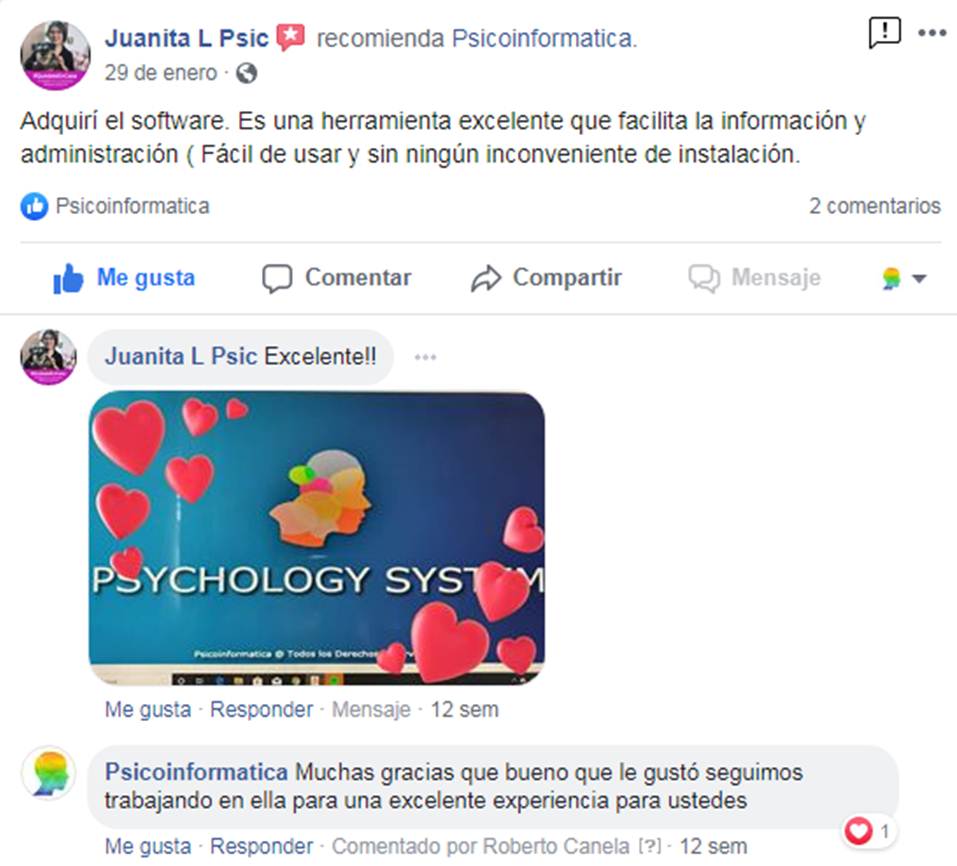 Juanita L Psic recomienda Psicoinformatica.
29 de enero ·
Adquirí el software. Es una herramienta excelente que facilita la información y
administración ( Fácil de usar y sin ningún inconveniente de instalación.
Psicoinformatica 2 comentarios
Me gusta Comentar Compartir Mensaje
Juanita L Psic Excelente!!
PSYCHOLOGY SYSTEM
Psicoinformatica @ Todos los
Me gusta · Responder · Mensaje · 12 sem
Psicoinformatica Muchas gracias que bueno que le gustó seguimos
trabajando en ella para una excelente experiencia para ustedes
1
Me gusta · Responder · Comentado por Roberto Canela [?] · 12 sem